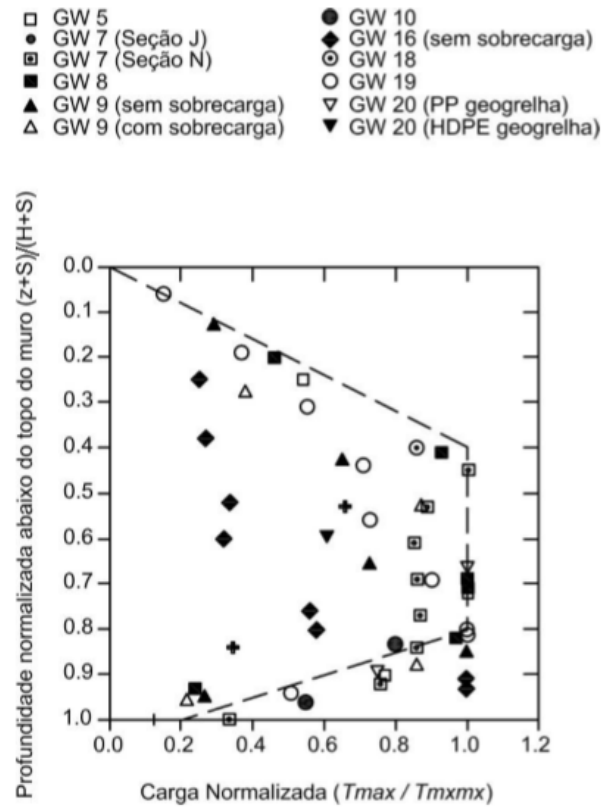 GW 5
GW 7 (Seção J)
GW 7 (Seção N)
GW 8
GW 9 (sem sobrecarga)
GW 9 (com sobrecarga)
GW 10
GW 16 (sem sobrecarga)
GW 18
GW 19
GW 20 (PP geogrelha)
GW 20 (HDPE geogrelha)
Profundidade normalizada abaixo do topo do muro (z+S)/(H+S)
0.0
0.1
0.2
0.3
0.4
0.5
0.6
0.7
0.8
0.9
1.0
0.0 0.2 0.4 0.6 0.8 1.0 1.2
Carga Normalizada (Tmax / Tmxmx)